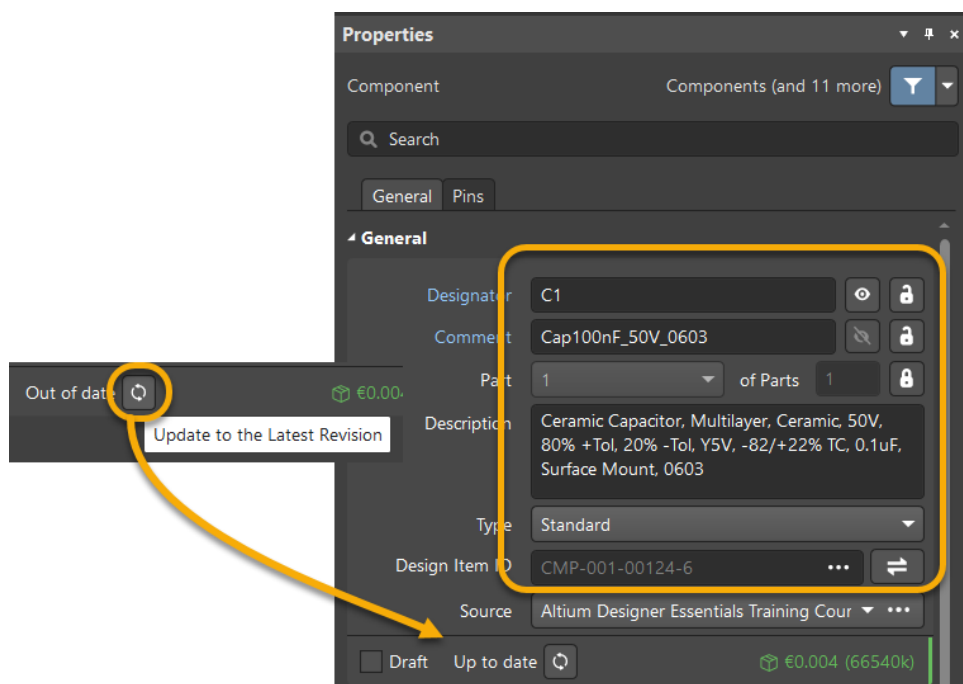 Properties
Component Components (and 11 more)
Search
General Pins
General
Designator C1
Comment Cap100nF_50V_0603
Part 1 of Parts 1
Description Ceramic Capacitor, Multilayer, Ceramic, 50V,
80% +Tol, 20% -Tol, Y5V, -82/+22% TC, 0.1uF,
Surface Mount, 0603
Type Standard
Design Item ID CMP-001-00124-6
Source Altium Designer Essentials Training Cour
Draft Up to date €0.004 (66540k)
Out of date €0.00
Update to the Latest Revision